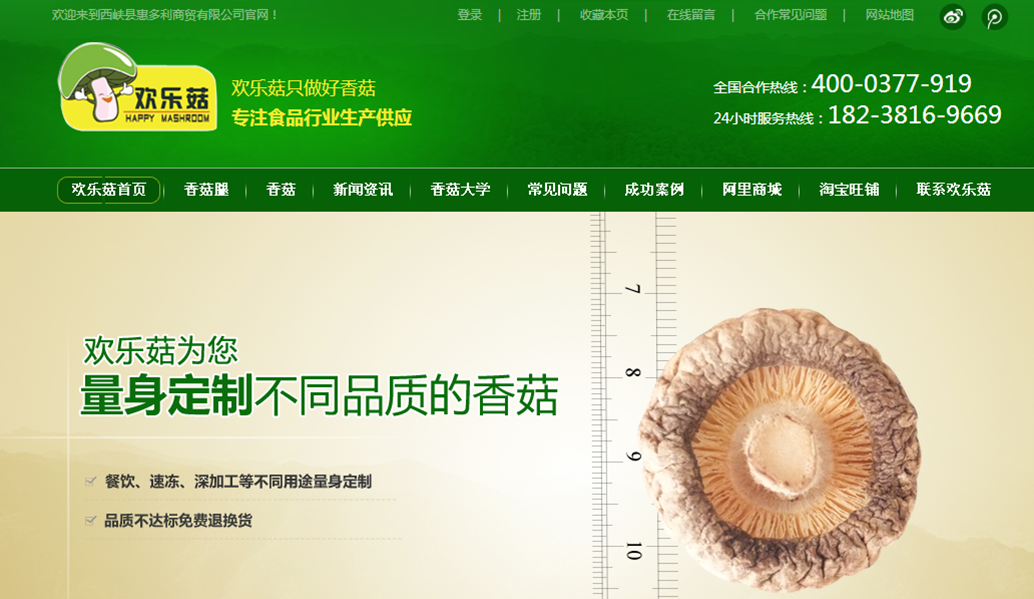 欢迎来到西峡县惠多利商贸有限公司官网！
登录 | 注册 | 收藏本页 | 在线留言 | 合作常见问题 | 网站地图
欢乐菇
HAPPY MASHROOM
欢乐菇只做好香菇
专注食品行业生产供应
全国合作热线：400-0377-919
24小时服务热线：182-3816-9669
欢乐菇首页 香菇腿 香菇 新闻资讯 香菇大学 常见问题 成功案例 阿里商城 淘宝旺铺 联系欢乐菇
7
8
9
10
欢乐菇为您
量身定制不同品质的香菇
餐饮、速冻、深加工等不同用途量身定制
品质不达标免费退换货